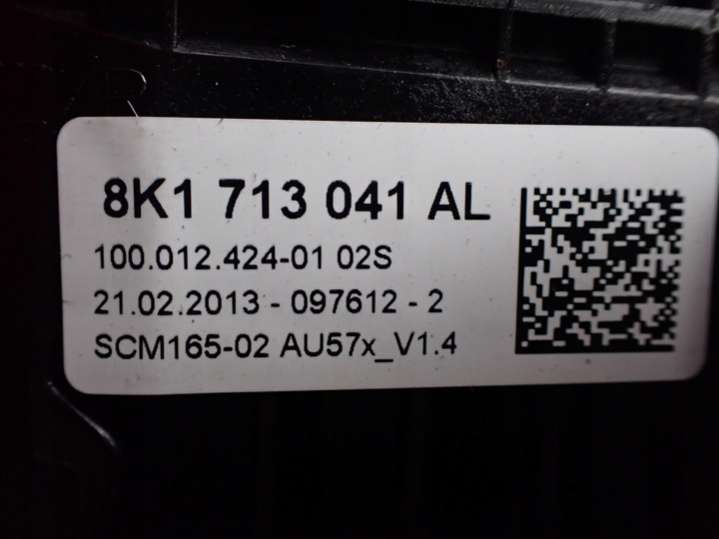 8K1 713 041 AL
100.012.424-01 02S
21.02.2013 - 097612 - 2
SCM165-02 AU57x_V1.4